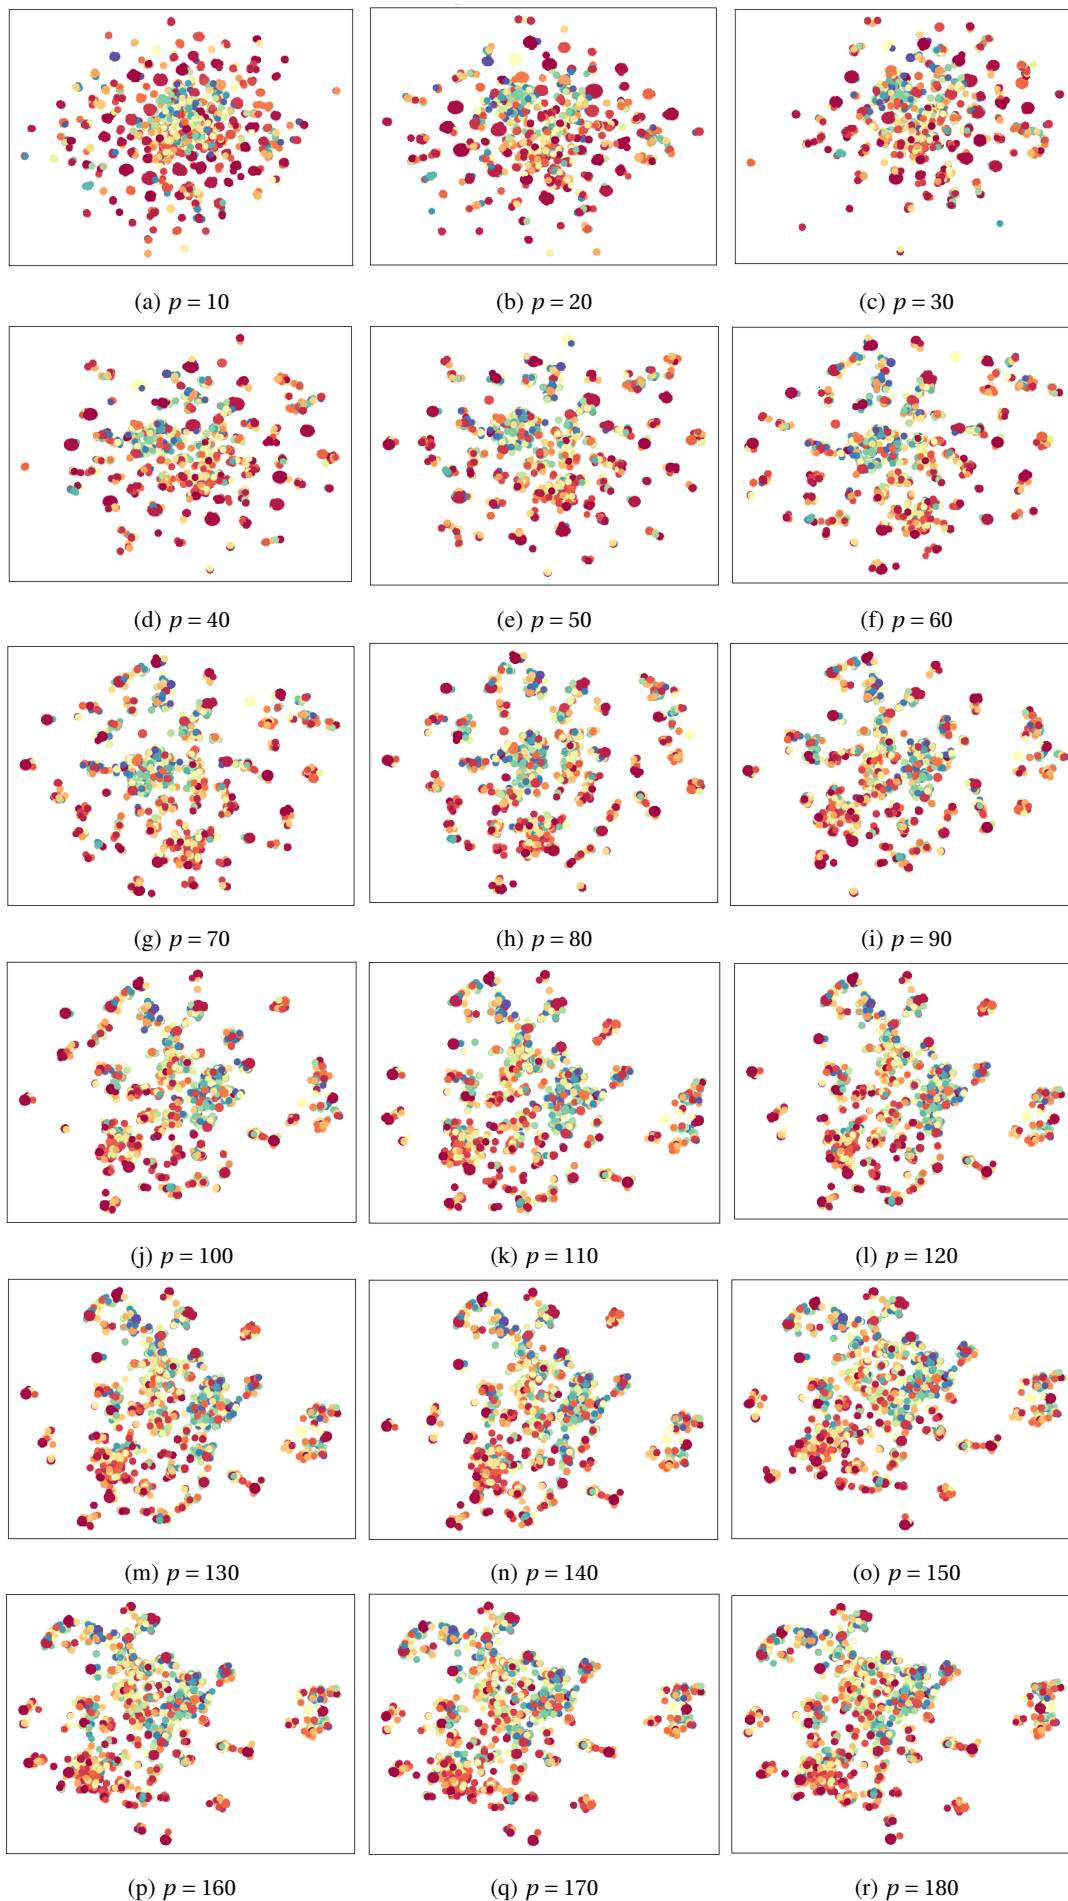 (a) p = 10
(b) p = 20
(c) p = 30
(d) p = 40
(e) p = 50
(f) p = 60
(g) p = 70
(h) p = 80
(i) p = 90
(j) p = 100
(k) p = 110
(l) p = 120
(m) p = 130
(n) p = 140
(o) p = 150
(p) p = 160
(q) p = 170
(r) p = 180